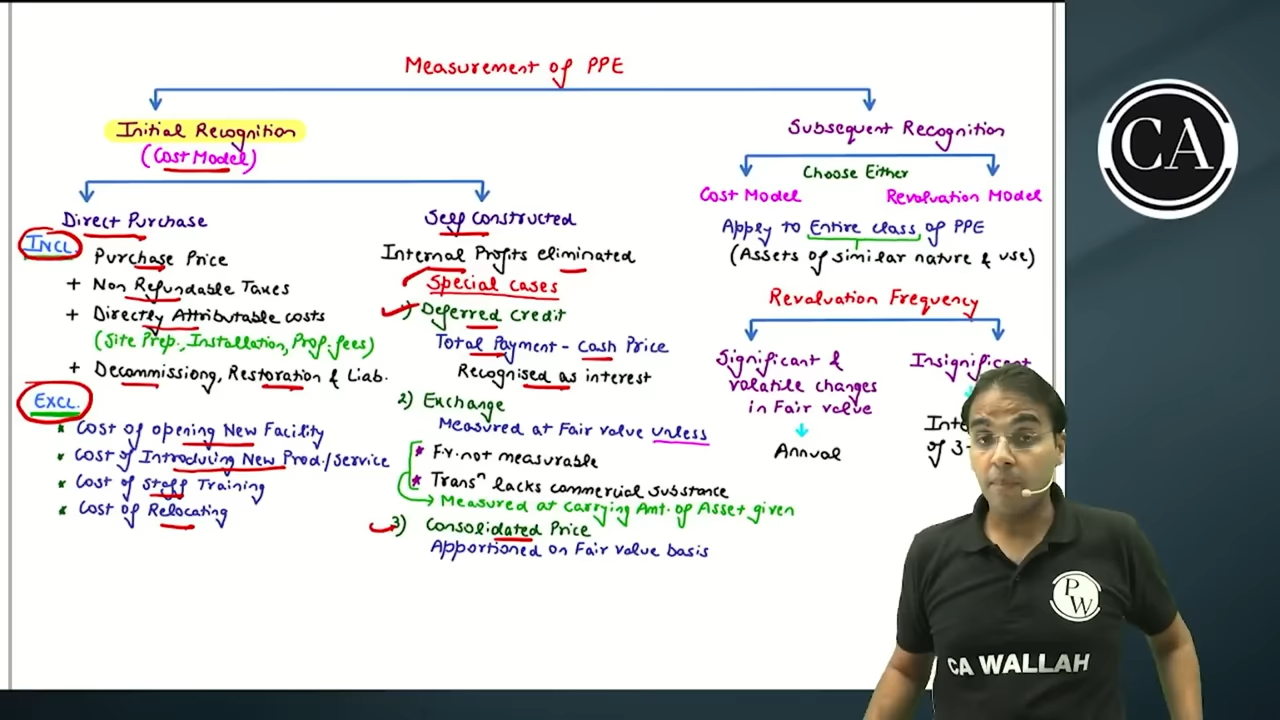 Measurement of PPE
Initial Recognition
(Cost Model)
Direct Purchase
INCL.
Purchase Price
+ Non Refundable Taxes
+ Directly Attributable costs
(Site Prep., Installation, Prof. fees)
+ Decommissiong, Restoration & Liab.
EXCL.
* Cost of opening New Facility
* Cost of Introducing New Prod./Service
* Cost of Staff Training
* Cost of Relocating
Self Constructed
Internal Profits eliminated
Special cases
1) Deferred credit
Total Payment - Cash Price
Recognised as interest
2) Exchange
Measured at Fair value unless
* F.v. not measurable
* Transⁿ lacks commercial substance
Measured at Carrying Amt. of Asset given
3) Consolidated Price
Apportioned on Fair value basis
Subsequent Recognition
Choose Either
Cost Model
Revaluation Model
Apply to Entire class of PPE
(Assets of similar nature & use)
Revaluation Frequency
Significant &
volatile changes
in Fair value
Annual
Insignificant
of 3-
CA
PW
CA WALLAH